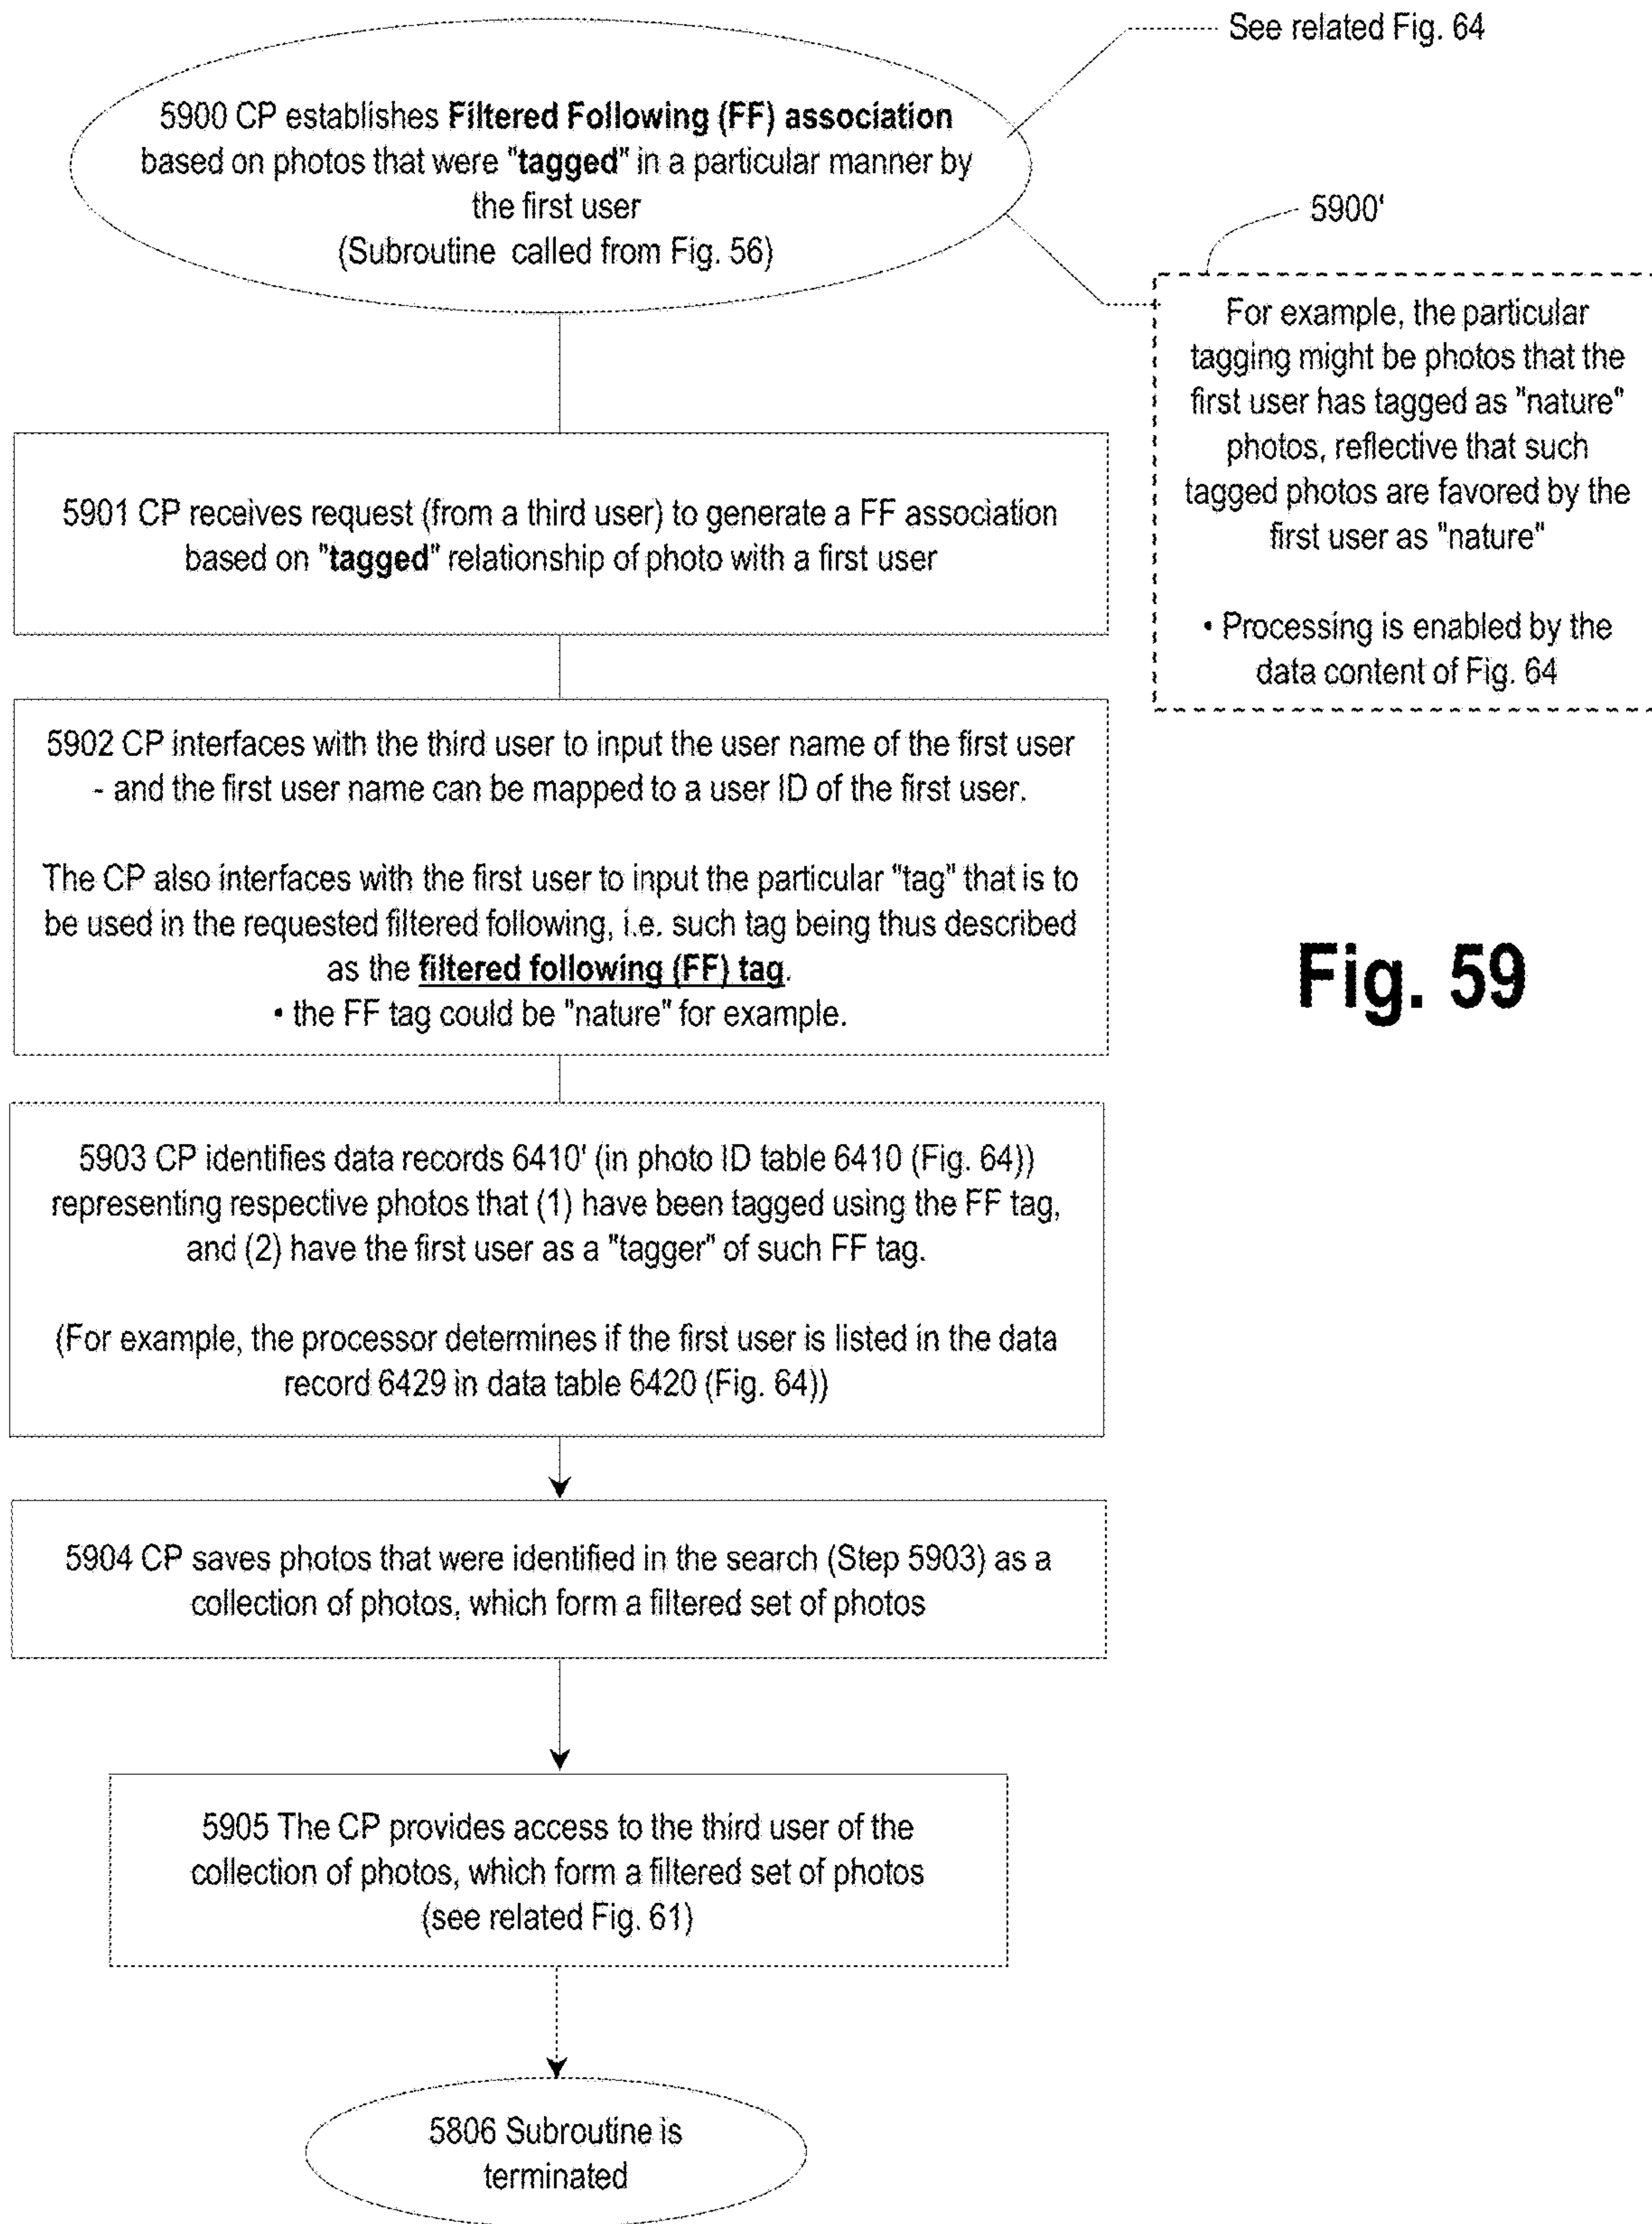 See related Fig. 64
5900 CP establishes Filtered Following (FF) association
based on photos that were "tagged" in a particular manner by
the first user
(Subroutine called from Fig. 56)
5900'
For example, the particular
tagging might be photos that the
first user has tagged as "nature"
photos, reflective that such
tagged photos are favored by the
first user as "nature"
• Processing is enabled by the
data content of Fig. 64
5901 CP receives request (from a third user) to generate a FF association
based on "tagged" relationship of photo with a first user
5902 CP interfaces with the third user to input the user name of the first user
- and the first user name can be mapped to a user ID of the first user.
The CP also interfaces with the first user to input the particular "tag" that is to
be used in the requested filtered following, i.e. such tag being thus described
as the filtered following (FF) tag.
• the FF tag could be "nature" for example.
Fig. 59
5903 CP identifies data records 6410' (in photo ID table 6410 (Fig. 64))
representing respective photos that (1) have been tagged using the FF tag,
and (2) have the first user as a "tagger" of such FF tag.
(For example, the processor determines if the first user is listed in the data
record 6429 in data table 6420 (Fig. 64))
5904 CP saves photos that were identified in the search (Step 5903) as a
collection of photos, which form a filtered set of photos
5905 The CP provides access to the third user of the
collection of photos, which form a filtered set of photos
(see related Fig. 61)
5806 Subroutine is
terminated